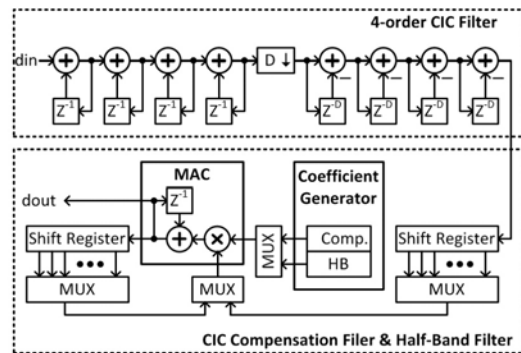 4-order CIC Filter
din
D ↓
Z⁻¹ Z⁻¹ Z⁻¹ Z⁻¹ Z⁻ᴰ Z⁻ᴰ Z⁻ᴰ Z⁻ᴰ
MAC
Coefficient
Generator
dout
Z⁻¹
Shift Register
MUX
Comp.
HB
Shift Register
MUX
MUX
MUX
CIC Compensation Filer & Half-Band Filter